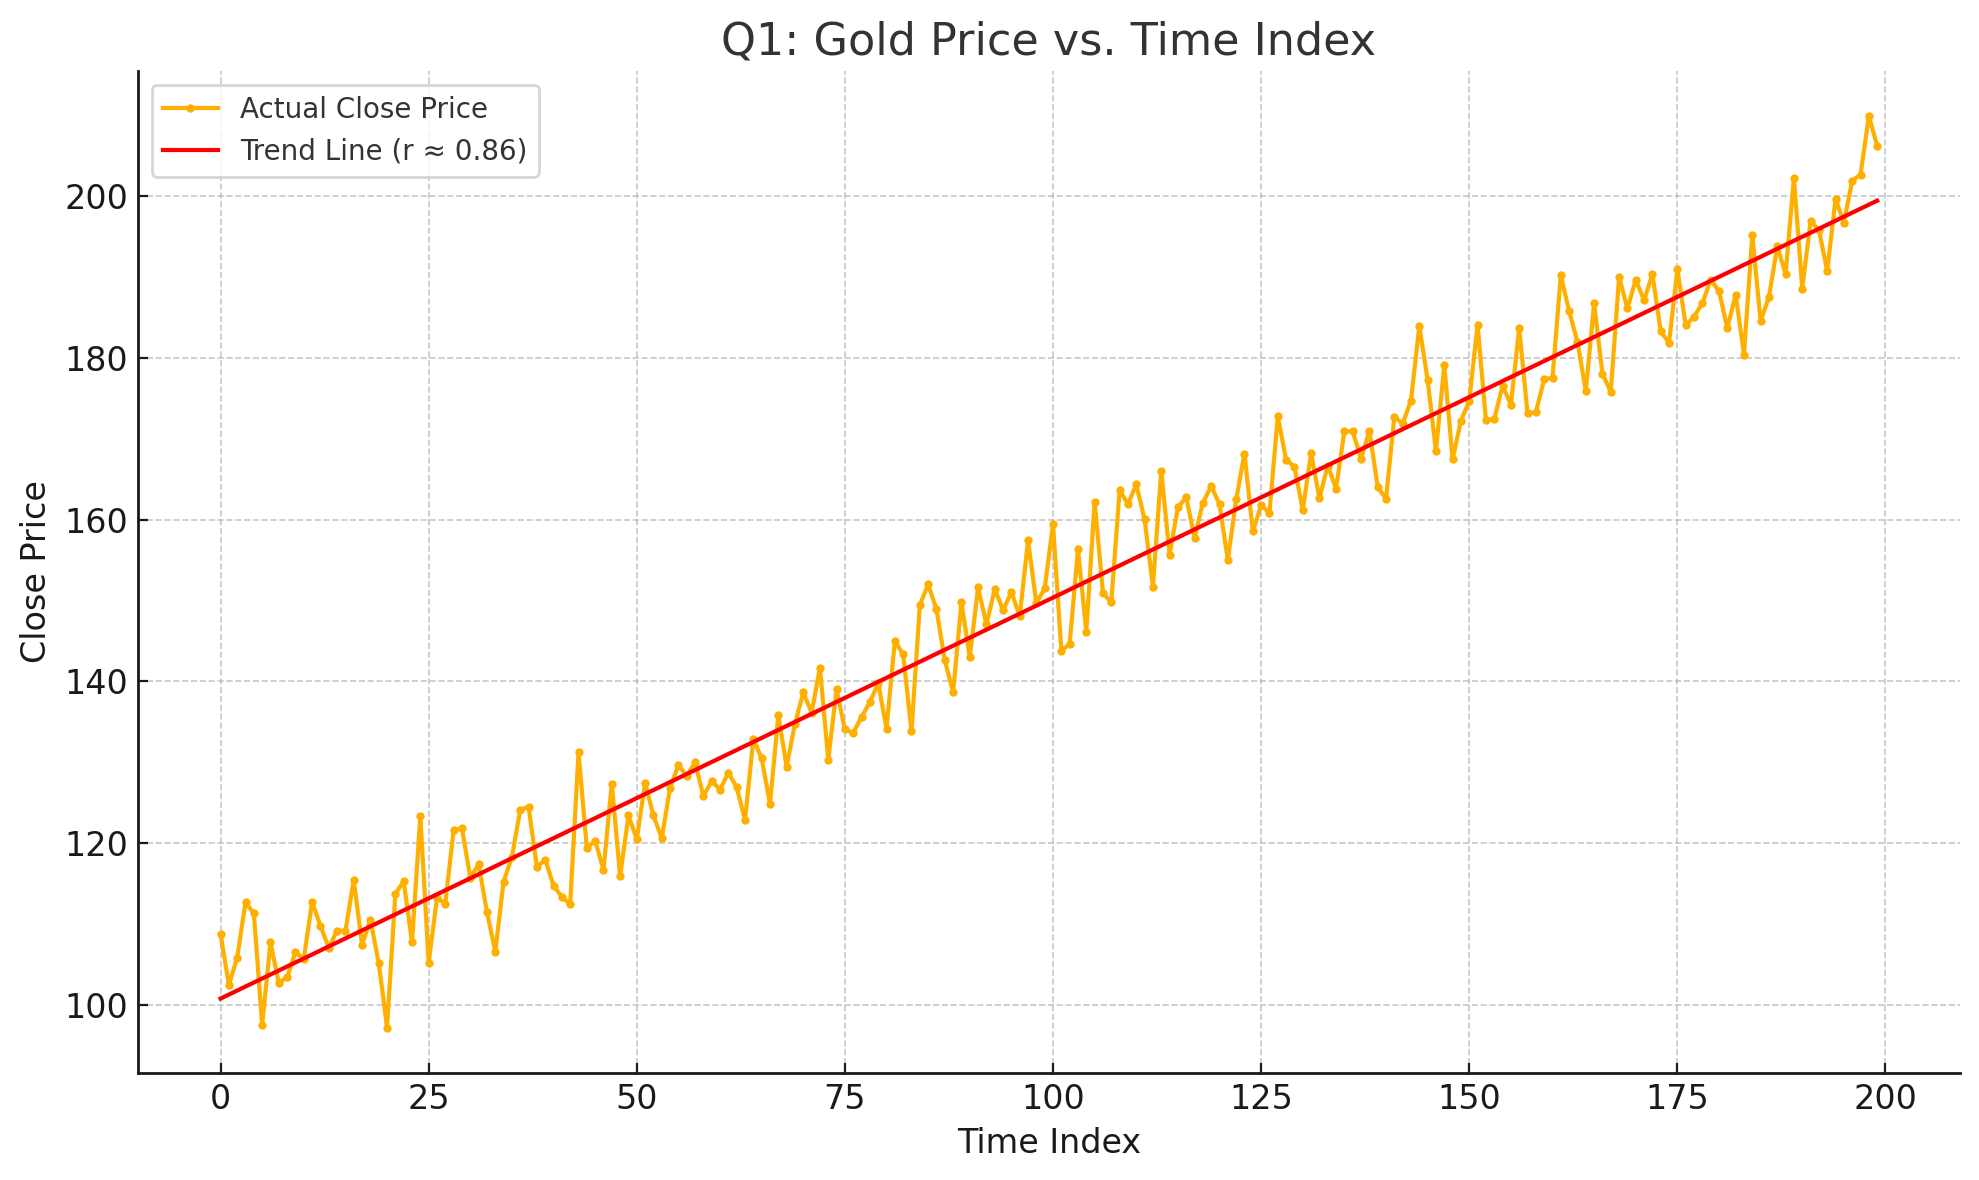 Q1: Gold Price vs. Time Index
Actual Close Price
Trend Line (r ≈ 0.86)
Close Price
200
180
160
140
120
100
0 25 50 75 100 125 150 175 200
Time Index